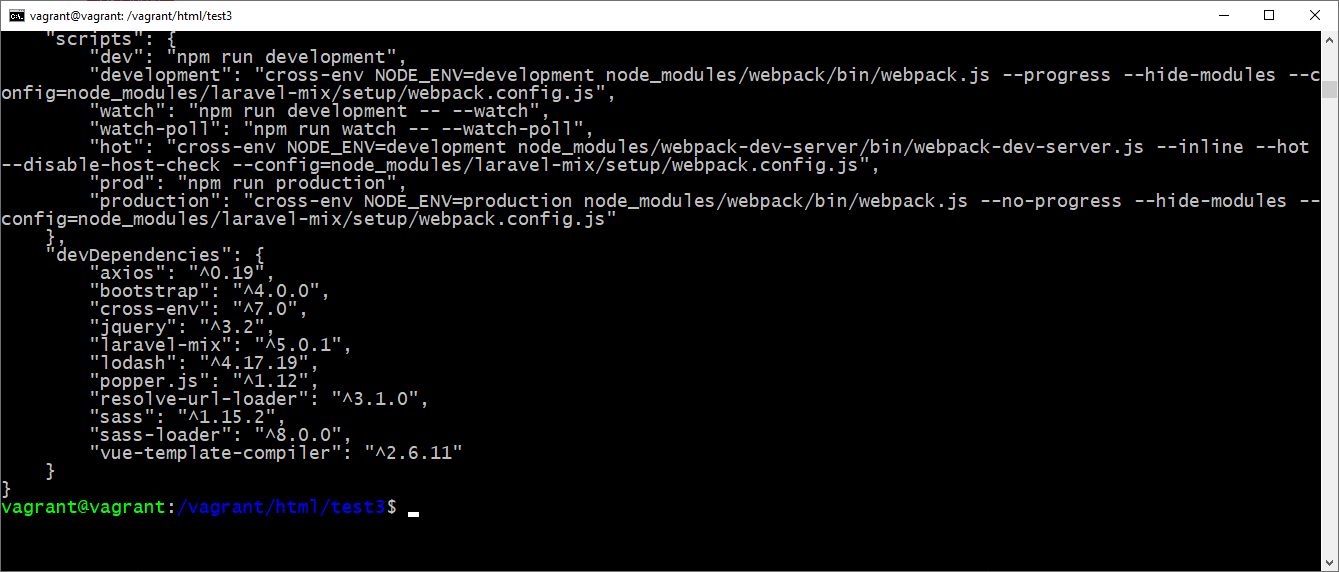 vagrant@vagrant: /vagrant/html/test3
"scripts": {
"dev": "npm run development",
"development": "cross-env NODE_ENV=development node_modules/webpack/bin/webpack.js --progress --hide-modules --c
onfig=node_modules/laravel-mix/setup/webpack.config.js",
"watch": "npm run development -- --watch",
"watch-poll": "npm run watch -- --watch-poll",
"hot": "cross-env NODE_ENV=development node_modules/webpack-dev-server/bin/webpack-dev-server.js --inline --hot
--disable-host-check --config=node_modules/laravel-mix/setup/webpack.config.js",
"prod": "npm run production",
"production": "cross-env NODE_ENV=production node_modules/webpack/bin/webpack.js --no-progress --hide-modules --
config=node_modules/laravel-mix/setup/webpack.config.js"
},
"devDependencies": {
"axios": "^0.19",
"bootstrap": "^4.0.0",
"cross-env": "^7.0",
"jquery": "^3.2",
"laravel-mix": "^5.0.1",
"lodash": "^4.17.19",
"popper.js": "^1.12",
"resolve-url-loader": "^3.1.0",
"sass": "^1.15.2",
"sass-loader": "^8.0.0",
"vue-template-compiler": "^2.6.11"
}
}
vagrant@vagrant:/vagrant/html/test3$